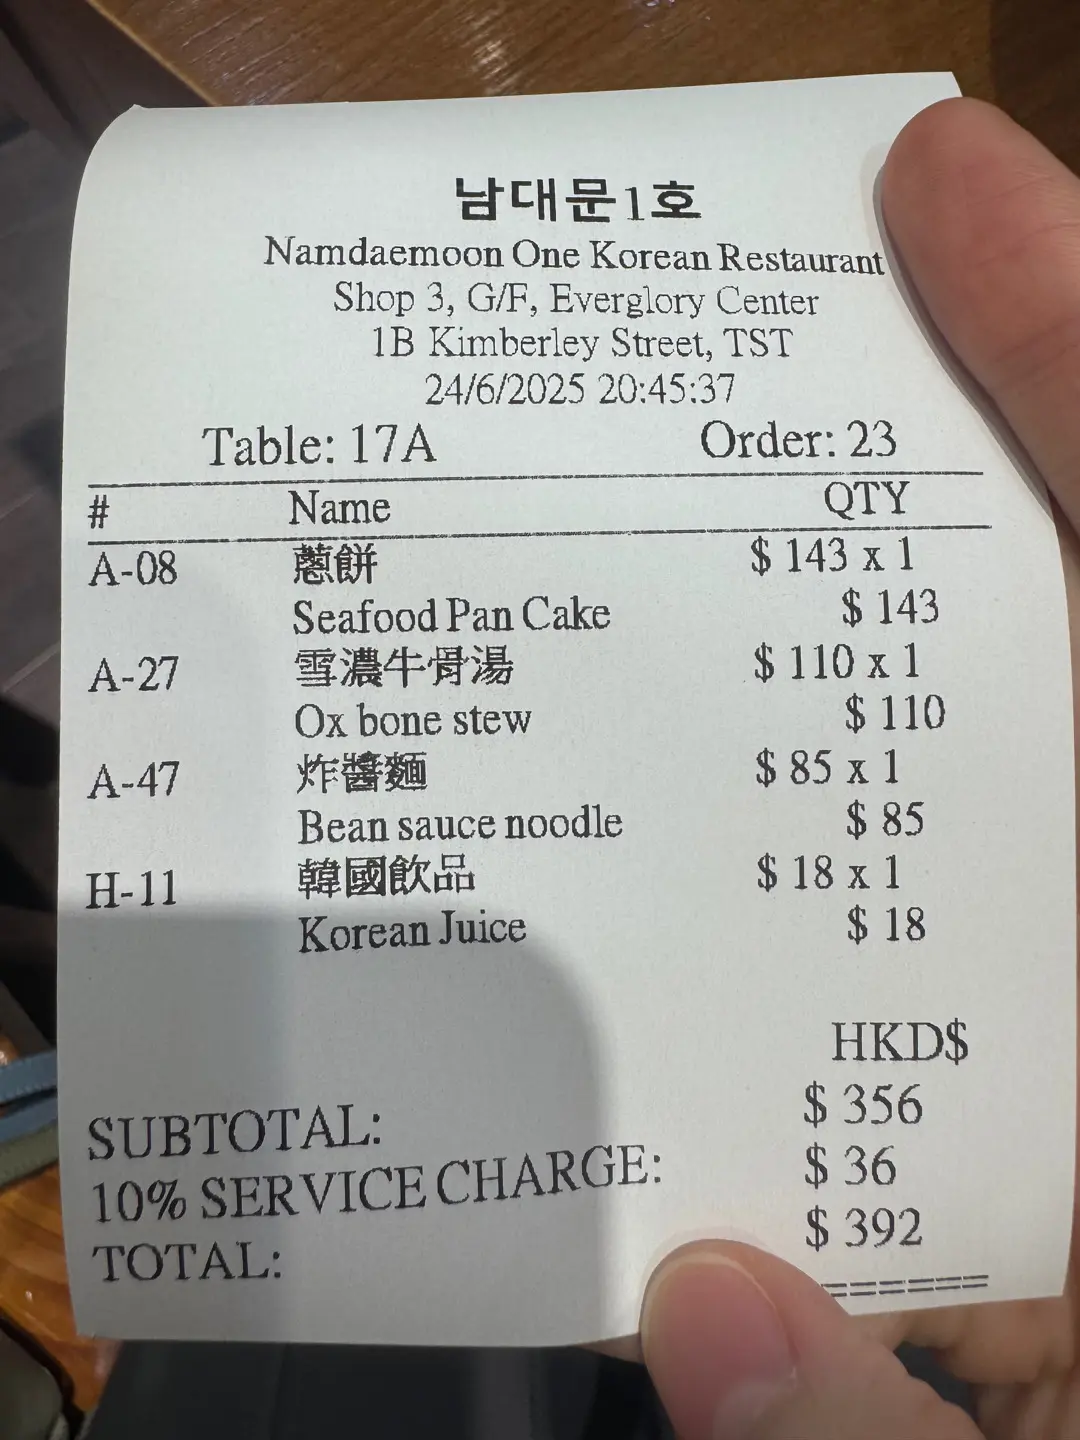 남대문1호
Namdaemoon One Korean Restaurant
Shop 3, G/F, Everglory Center
1B Kimberley Street, TST
24/6/2025 20:45:37
Table: 17A Order: 23
# Name QTY
A-08 蔥餅 $ 143 x 1
Seafood Pan Cake $ 143
A-27 雪濃牛骨湯 $ 110 x 1
Ox bone stew $ 110
A-47 炸醬麵 $ 85 x 1
Bean sauce noodle $ 85
H-11 韓國飲品 $ 18 x 1
Korean Juice $ 18
HKD$
SUBTOTAL: $ 356
10% SERVICE CHARGE: $ 36
TOTAL: $ 392
======